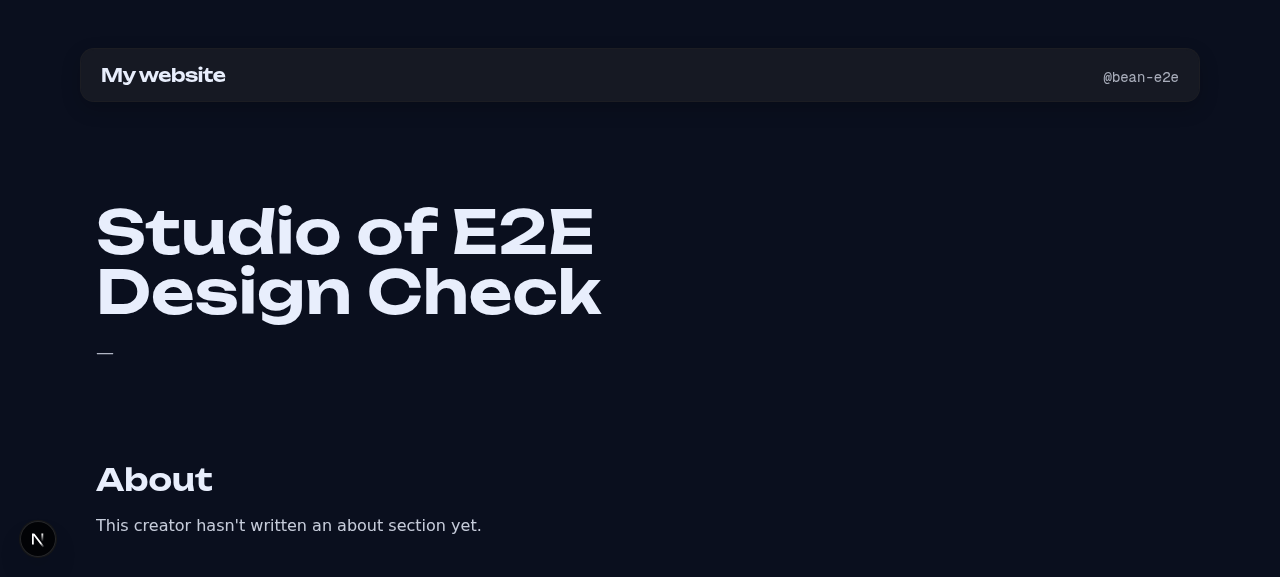 My website
@bean-e2e
Studio of E2E
Design Check
—
About
This creator hasn't written an about section yet.
N